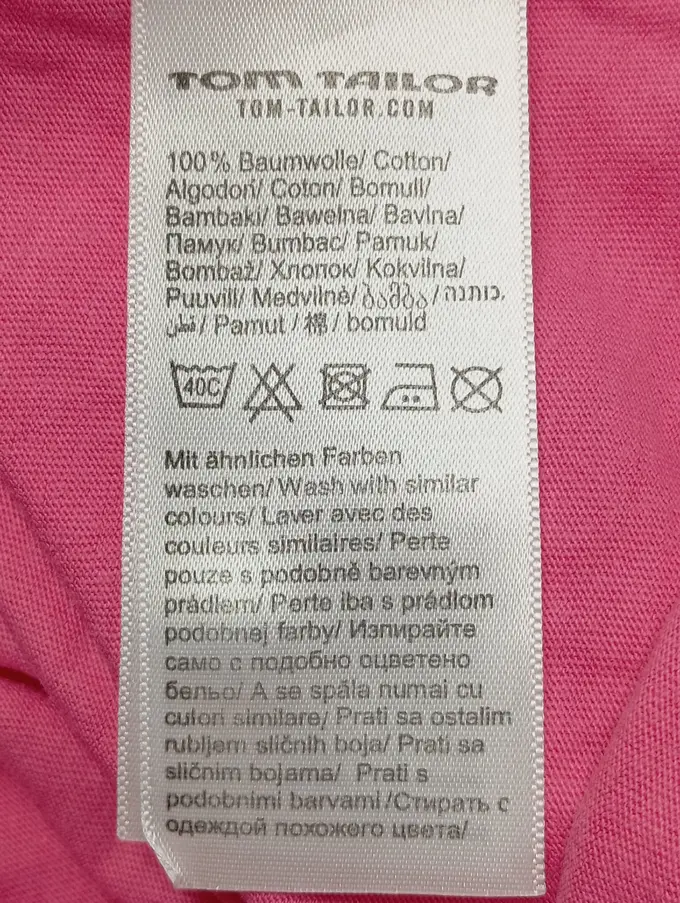 TOM TAILOR
TOM-TAILOR.COM
100% Baumwolle/ Cotton/
Algodon/ Coton/ Bomull/
Bambaki/ Bawelna/ Bavlna/
Памук/ Bumbac/ Pamuk/
Bombaž/ Хлопок/ Kokvilna/
Puuvill/ Medvilnė/ ბამბა/ כותנה.
قطن/ Pamut / 棉 / bomuld
40C
Mit ähnlichen Farben
waschen/ Wash with similar
colours/ Laver avec des
couleurs similaires/ Perte
pouze s podobně barevným
prádlem/ Perte iba s prádlom
podobnej farby/ Изпирайте
само с подобно оцветено
бельо/ A se spăla numai cu
culori similare/ Prati sa ostalim
rubljem sličnih boja/ Prati sa
sličnim bojama/ Prati s
podobnimi barvami /Стирать с
одеждой похожего цвета/